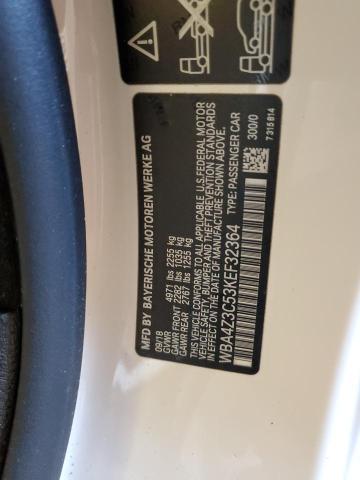 MFD BY BAYERISCHE MOTOREN WERKE AG
09/18
GVWR 4971 lbs 2255 kg
GAWR FRONT 2282 lbs 1035 kg
GAWR REAR 2767 lbs 1255 kg
THIS VEHICLE CONFORMS TO ALL APPLICABLE U.S. FEDERAL MOTOR
VEHICLE SAFETY, BUMPER AND THEFT PREVENTION STANDARDS
IN EFFECT ON THE DATE OF MANUFACTURE SHOWN ABOVE.
WBA4Z3C53KEF32364 TYPE: PASSENGER CAR
300/0
7315814